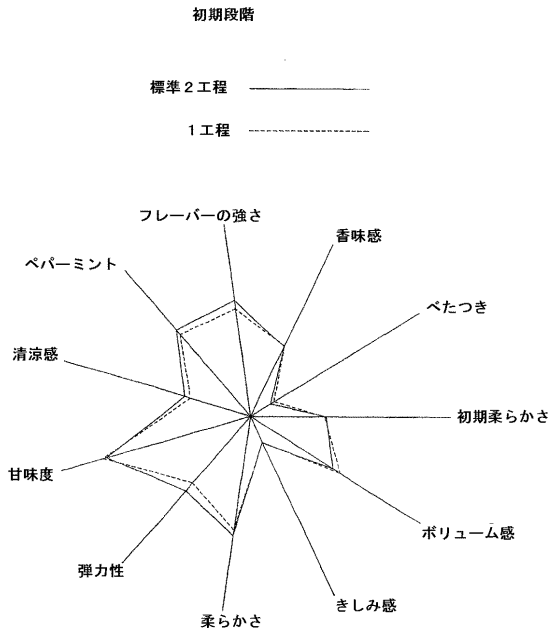 初期段階
標準２工程
１工程
フレーバーの強さ
香味感
ペパーミント
べたつき
清涼感
初期柔らかさ
甘味度
ボリューム感
弾力性
きしみ感
柔らかさ